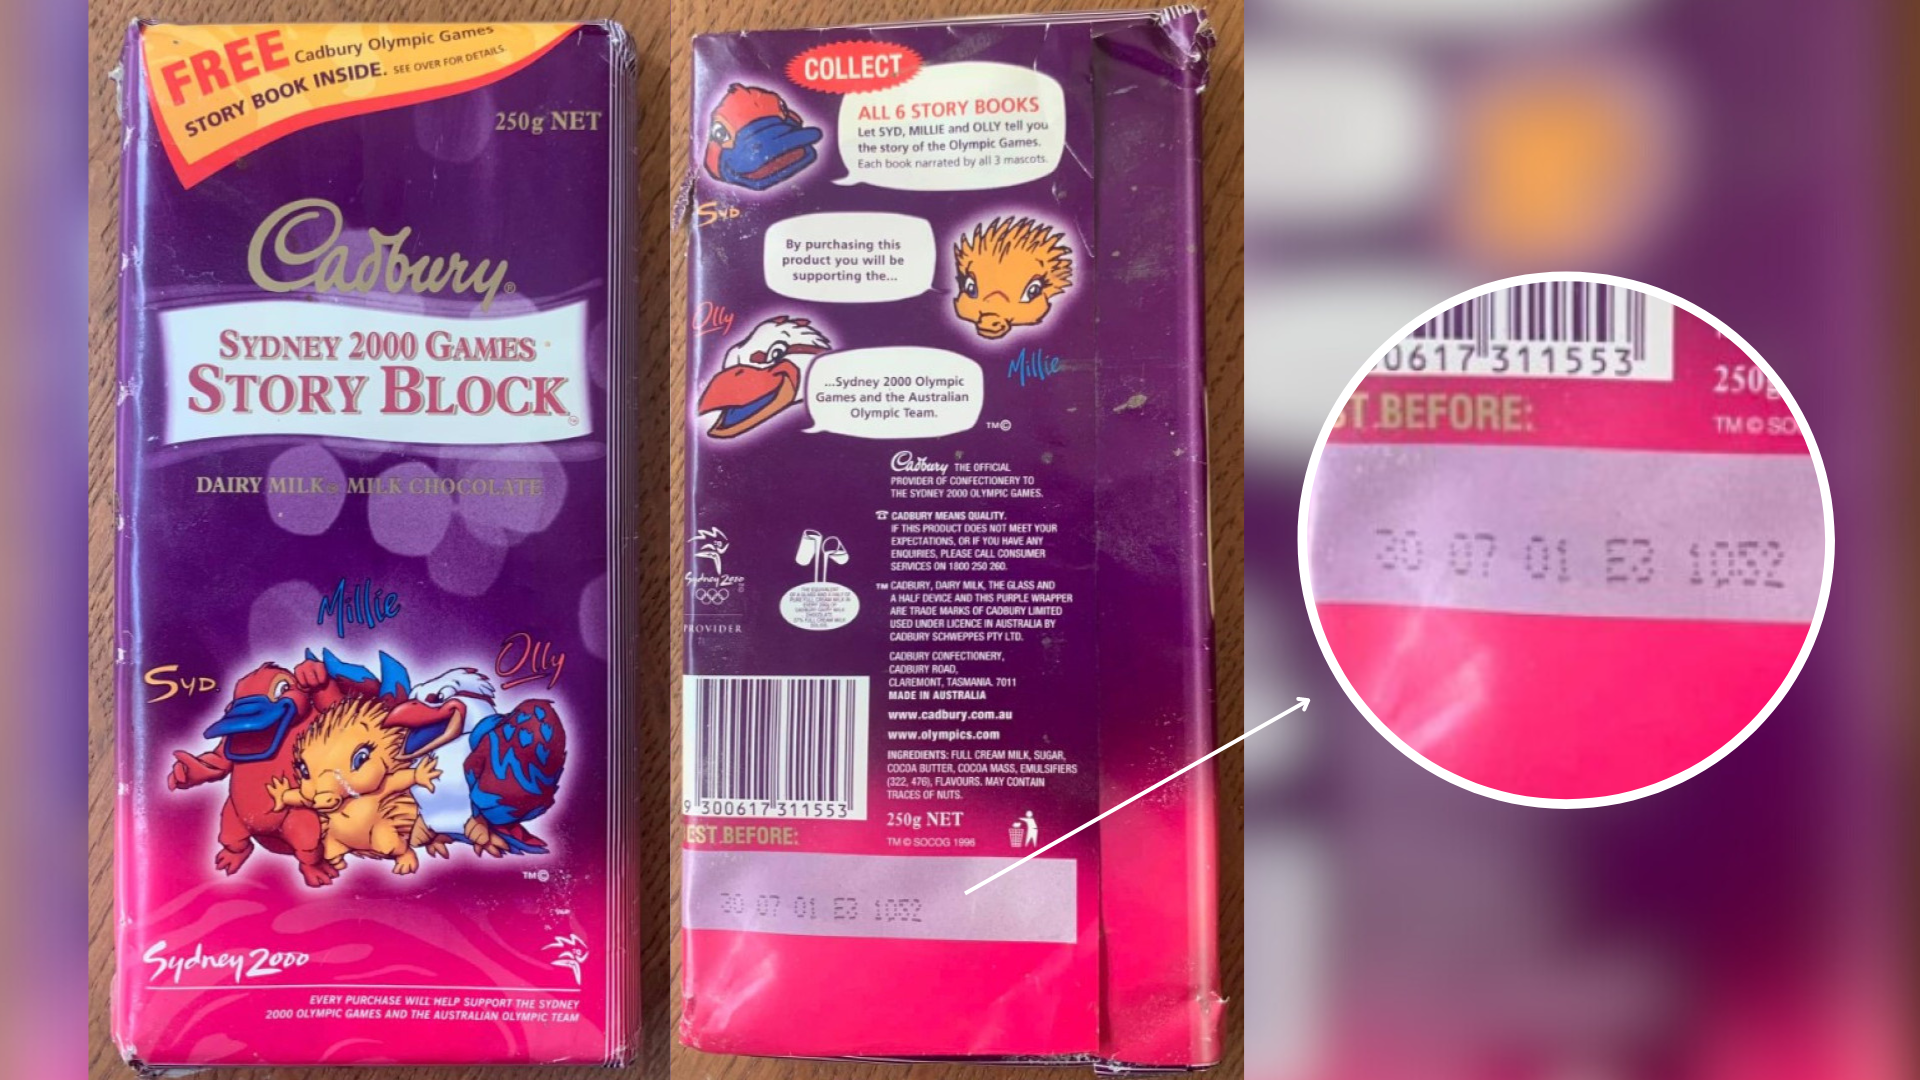 FREE Cadbury Olympic Games
STORY BOOK INSIDE. SEE OVER FOR DETAILS.
250g NET
Cadbury®
SYDNEY 2000 GAMES
STORY BLOCK™
DAIRY MILK® MILK CHOCOLATE
Millie
SYD.
Olly
TM©
Sydney 2000
EVERY PURCHASE WILL HELP SUPPORT THE SYDNEY
2000 OLYMPIC GAMES AND THE AUSTRALIAN OLYMPIC TEAM
COLLECT
ALL 6 STORY BOOKS
Let SYD, MILLIE and OLLY tell you
the story of the Olympic Games.
Each book narrated by all 3 mascots.
SYD.
By purchasing this
product you will be
supporting the...
Olly
Millie
...Sydney 2000 Olympic
Games and the Australian
Olympic Team.
TM©
Cadbury THE OFFICIAL
PROVIDER OF CONFECTIONERY TO
THE SYDNEY 2000 OLYMPIC GAMES.
CADBURY MEANS QUALITY.
IF THIS PRODUCT DOES NOT MEET YOUR
EXPECTATIONS, OR IF YOU HAVE ANY
ENQUIRIES, PLEASE CALL CONSUMER
SERVICES ON 1800 250 260.
Sydney 2000
PROVIDER
TM CADBURY, DAIRY MILK, THE GLASS AND
A HALF DEVICE AND THIS PURPLE WRAPPER
ARE TRADE MARKS OF CADBURY LIMITED
USED UNDER LICENCE IN AUSTRALIA BY
CADBURY SCHWEPPES PTY LTD.
CADBURY CONFECTIONERY,
CADBURY ROAD,
CLAREMONT, TASMANIA. 7011
MADE IN AUSTRALIA
www.cadbury.com.au
www.olympics.com
INGREDIENTS: FULL CREAM MILK, SUGAR,
COCOA BUTTER, COCOA MASS, EMULSIFIERS
(322, 476), FLAVOURS. MAY CONTAIN
TRACES OF NUTS.
9 300617 311553
250g NET
EST BEFORE:
TM © SOCOG 1996
30 07 01 E3 1052
0617 311553
250g
ST BEFORE:
TM © SO
30 07 01 E3 1052